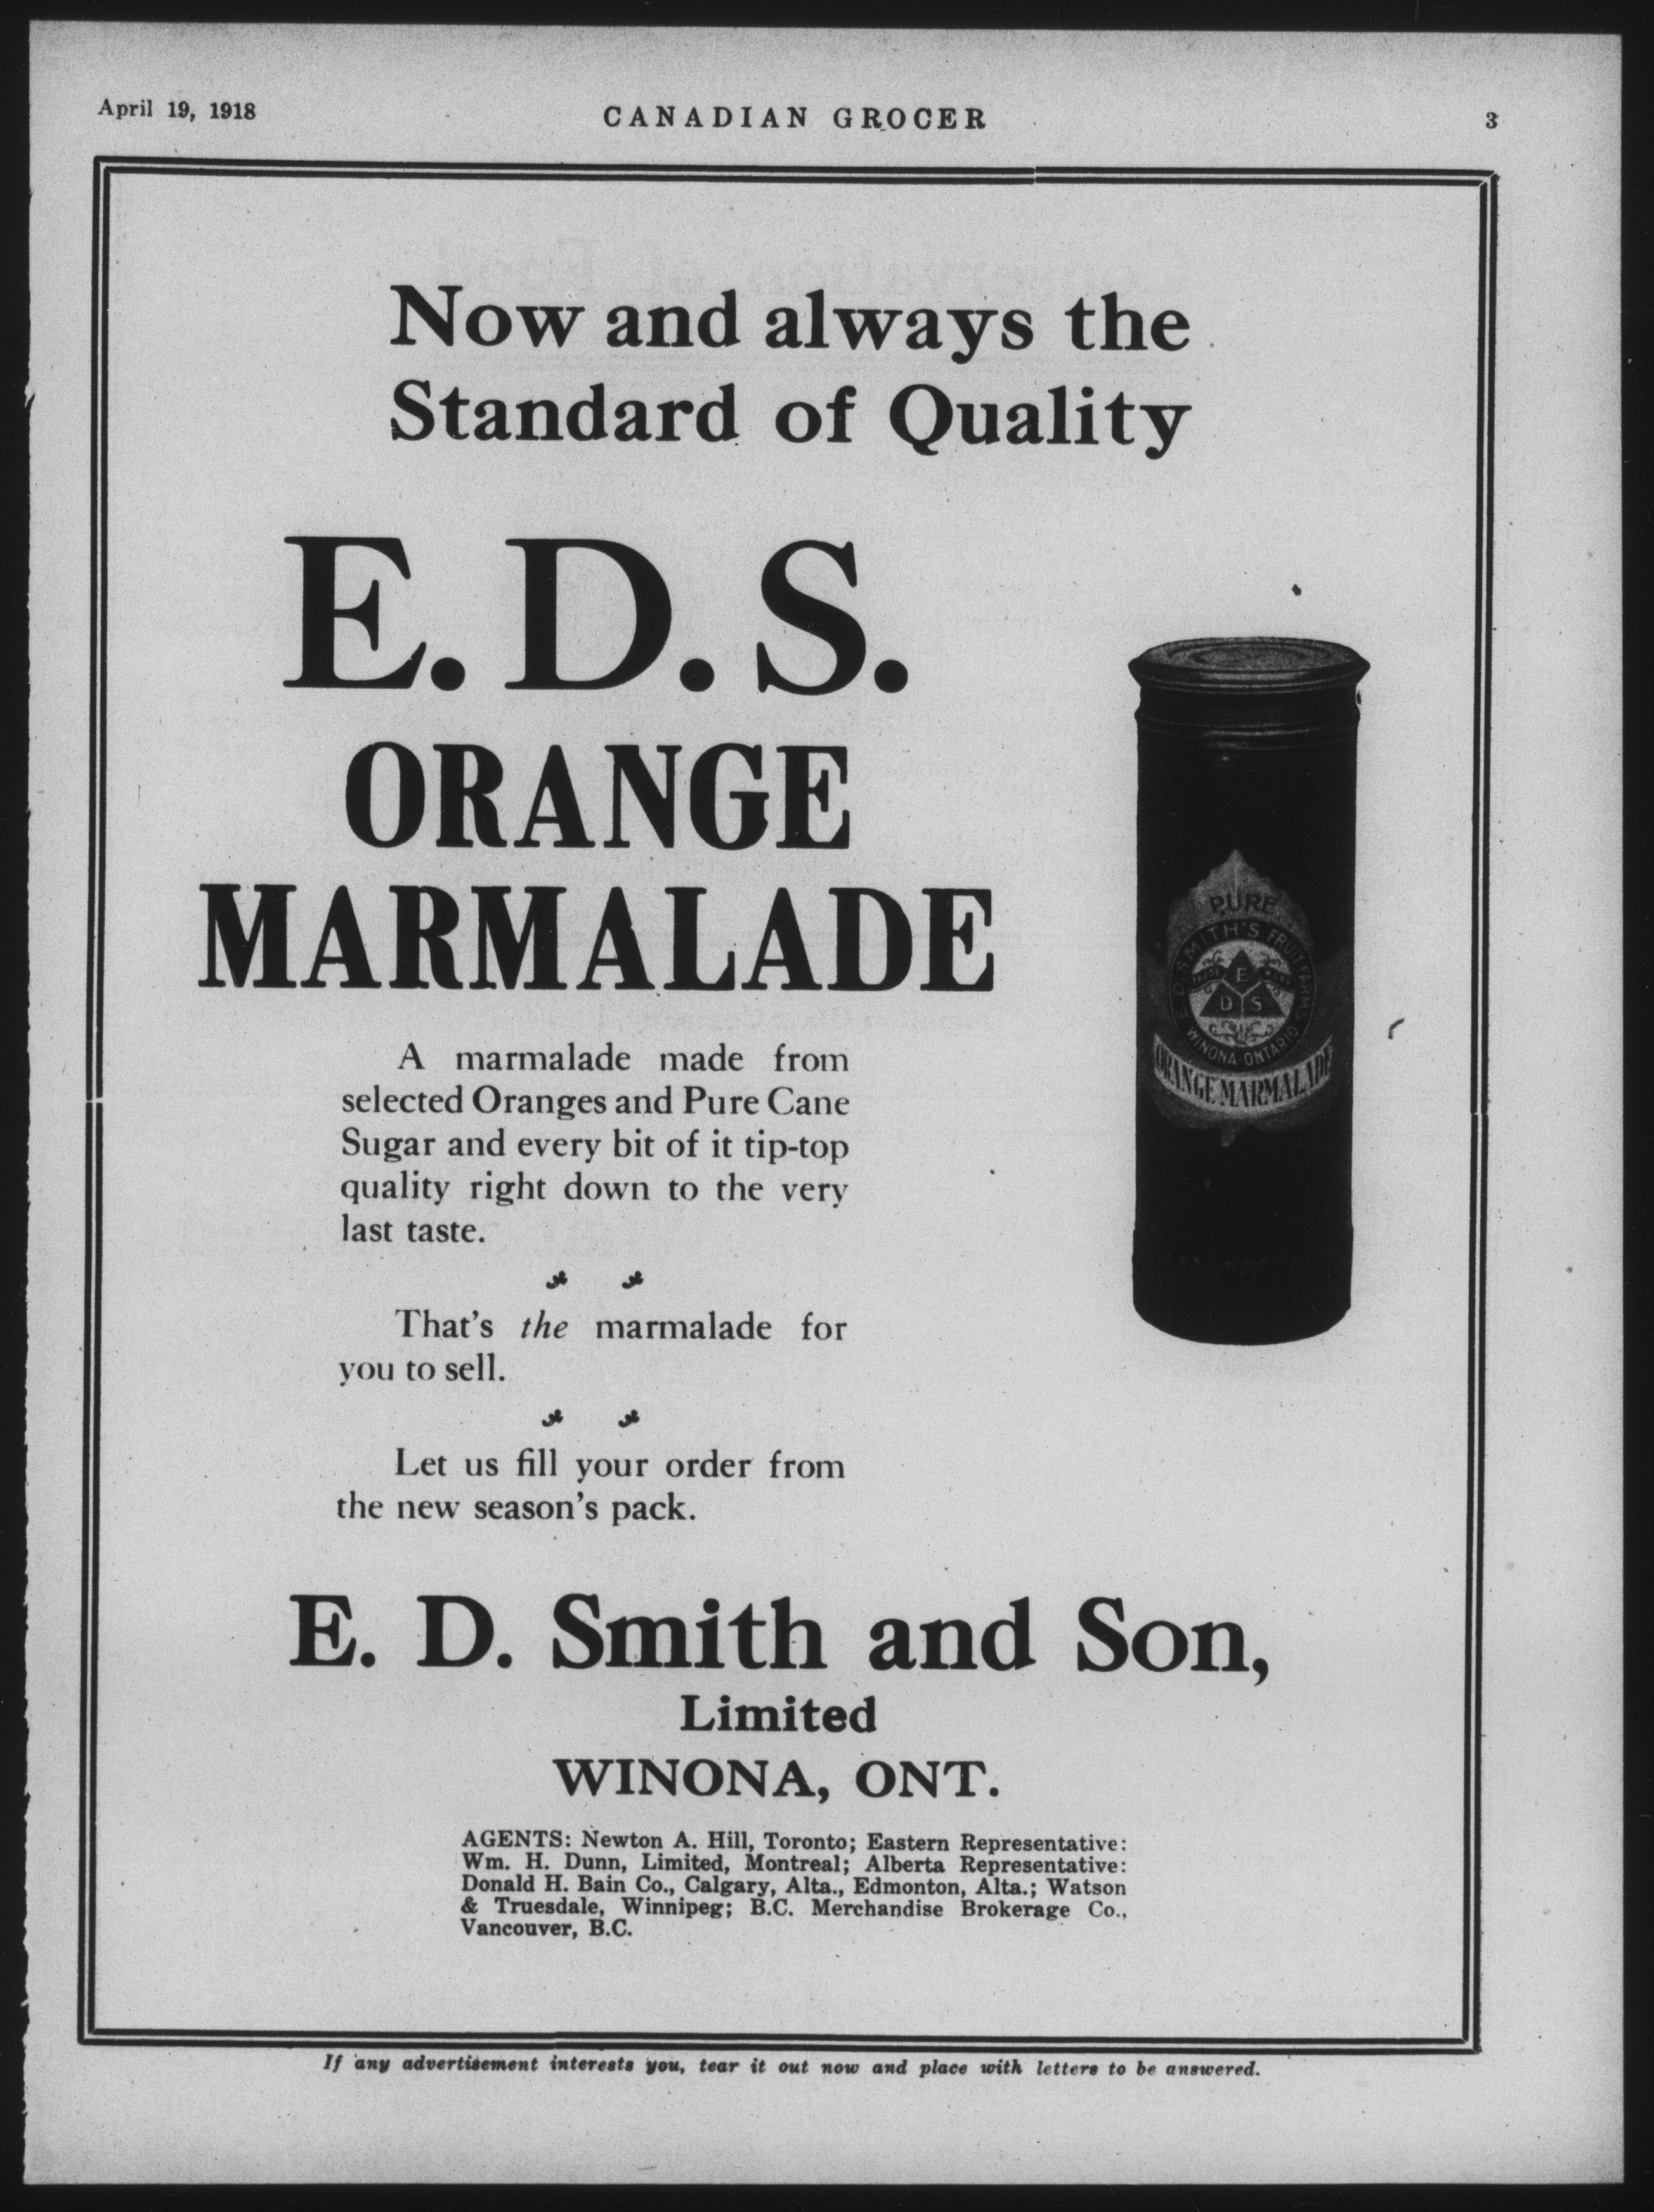 April 19, 1918
CANADIAN GROCER
3
Now and always the
Standard of Quality
E. D. S.
ORANGE
MARMALADE
A marmalade made from
selected Oranges and Pure Cane
Sugar and every bit of it tip-top
quality right down to the very
last taste.
That's the marmalade for
you to sell.
Let us fill your order from
the new season's pack.
PURE
E D SMITH'S FRUIT FARMS
E
D S
WINONA - ONTARIO
ORANGE MARMALADE
E. D. Smith and Son,
Limited
WINONA, ONT.
AGENTS: Newton A. Hill, Toronto; Eastern Representative:
Wm. H. Dunn, Limited, Montreal; Alberta Representative:
Donald H. Bain Co., Calgary, Alta., Edmonton, Alta.; Watson
& Truesdale, Winnipeg; B.C. Merchandise Brokerage Co.,
Vancouver, B.C.
If any advertisement interests you, tear it out now and place with letters to be answered.